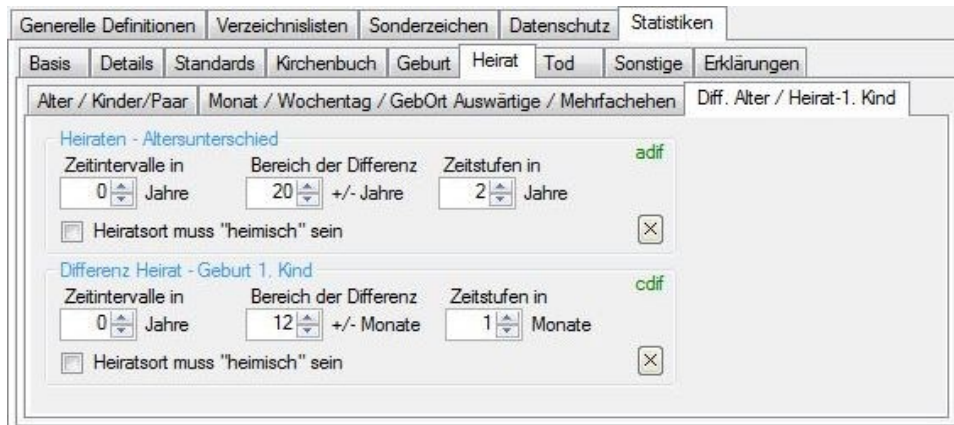 Generelle Definitionen Verzeichnislisten Sonderzeichen Datenschutz Statistiken
Basis Details Standards Kirchenbuch Geburt Heirat Tod Sonstige Erklärungen
Alter / Kinder/Paar Monat / Wochentag / GebOrt Auswärtige / Mehrfachehen Diff. Alter / Heirat-1. Kind
Heiraten - Altersunterschied adif
Zeitintervalle in Bereich der Differenz Zeitstufen in
0 Jahre 20 +/- Jahre 2 Jahre
Heiratsort muss "heimisch" sein
Differenz Heirat - Geburt 1. Kind cdif
Zeitintervalle in Bereich der Differenz Zeitstufen in
0 Jahre 12 +/- Monate 1 Monate
Heiratsort muss "heimisch" sein